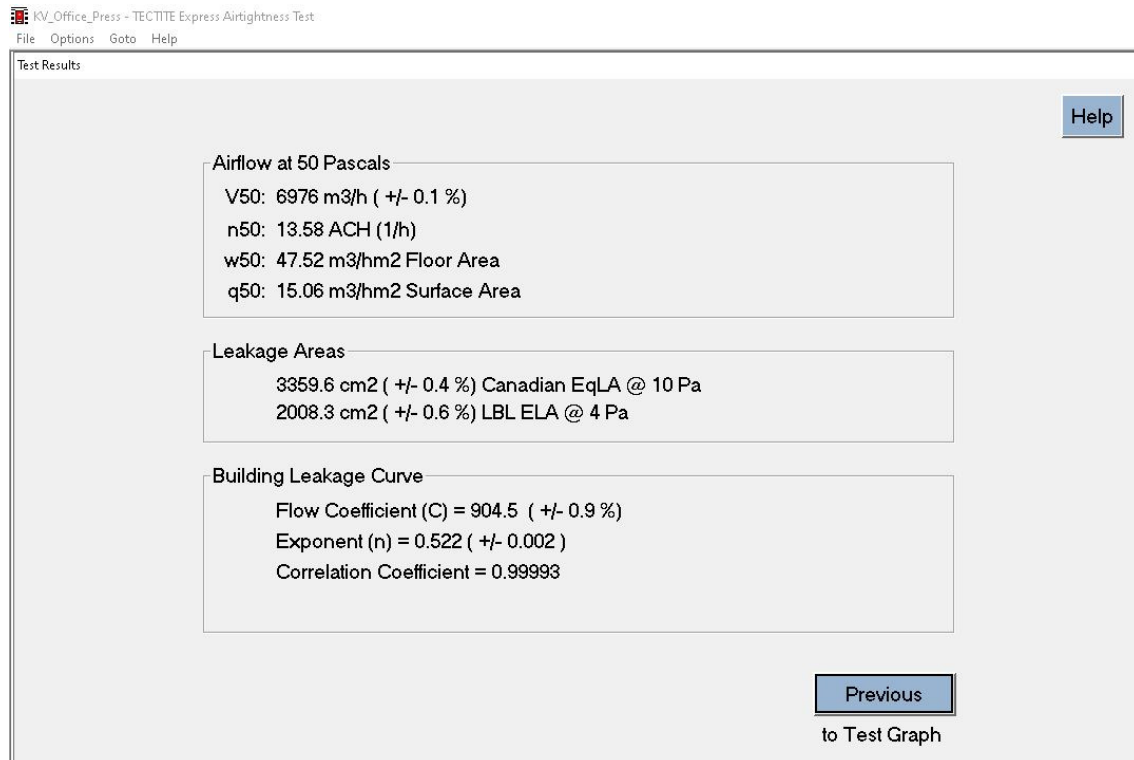 KV_Office_Press - TECTITE Express Airtightness Test
File Options Goto Help
Test Results
Help
Airflow at 50 Pascals
V50: 6976 m3/h ( +/- 0.1 %)
n50: 13.58 ACH (1/h)
w50: 47.52 m3/hm2 Floor Area
q50: 15.06 m3/hm2 Surface Area
Leakage Areas
3359.6 cm2 ( +/- 0.4 %) Canadian EqLA @ 10 Pa
2008.3 cm2 ( +/- 0.6 %) LBL ELA @ 4 Pa
Building Leakage Curve
Flow Coefficient (C) = 904.5 ( +/- 0.9 %)
Exponent (n) = 0.522 ( +/- 0.002 )
Correlation Coefficient = 0.99993
Previous
to Test Graph